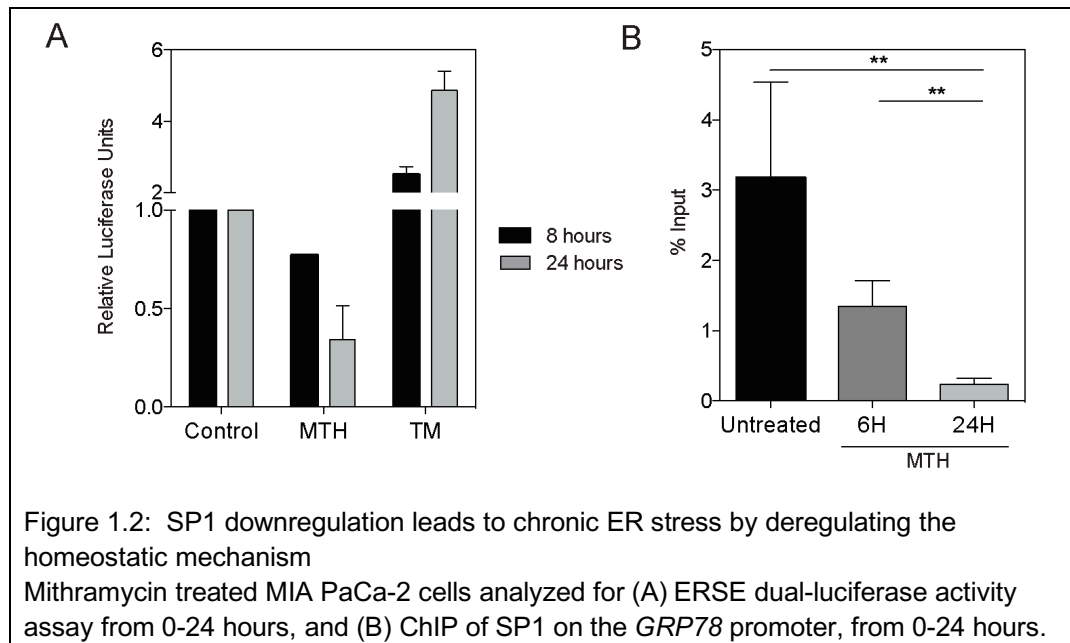 A
Relative Luciferase Units
6
4
2
1.0
0.5
0.0
Control MTH TM
8 hours
24 hours
B
% Input
5
4
3
2
1
0
**
**
Untreated 6H 24H
MTH
Figure 1.2: SP1 downregulation leads to chronic ER stress by deregulating the
homeostatic mechanism
Mithramycin treated MIA PaCa-2 cells analyzed for (A) ERSE dual-luciferase activity
assay from 0-24 hours, and (B) ChIP of SP1 on the GRP78 promoter, from 0-24 hours.